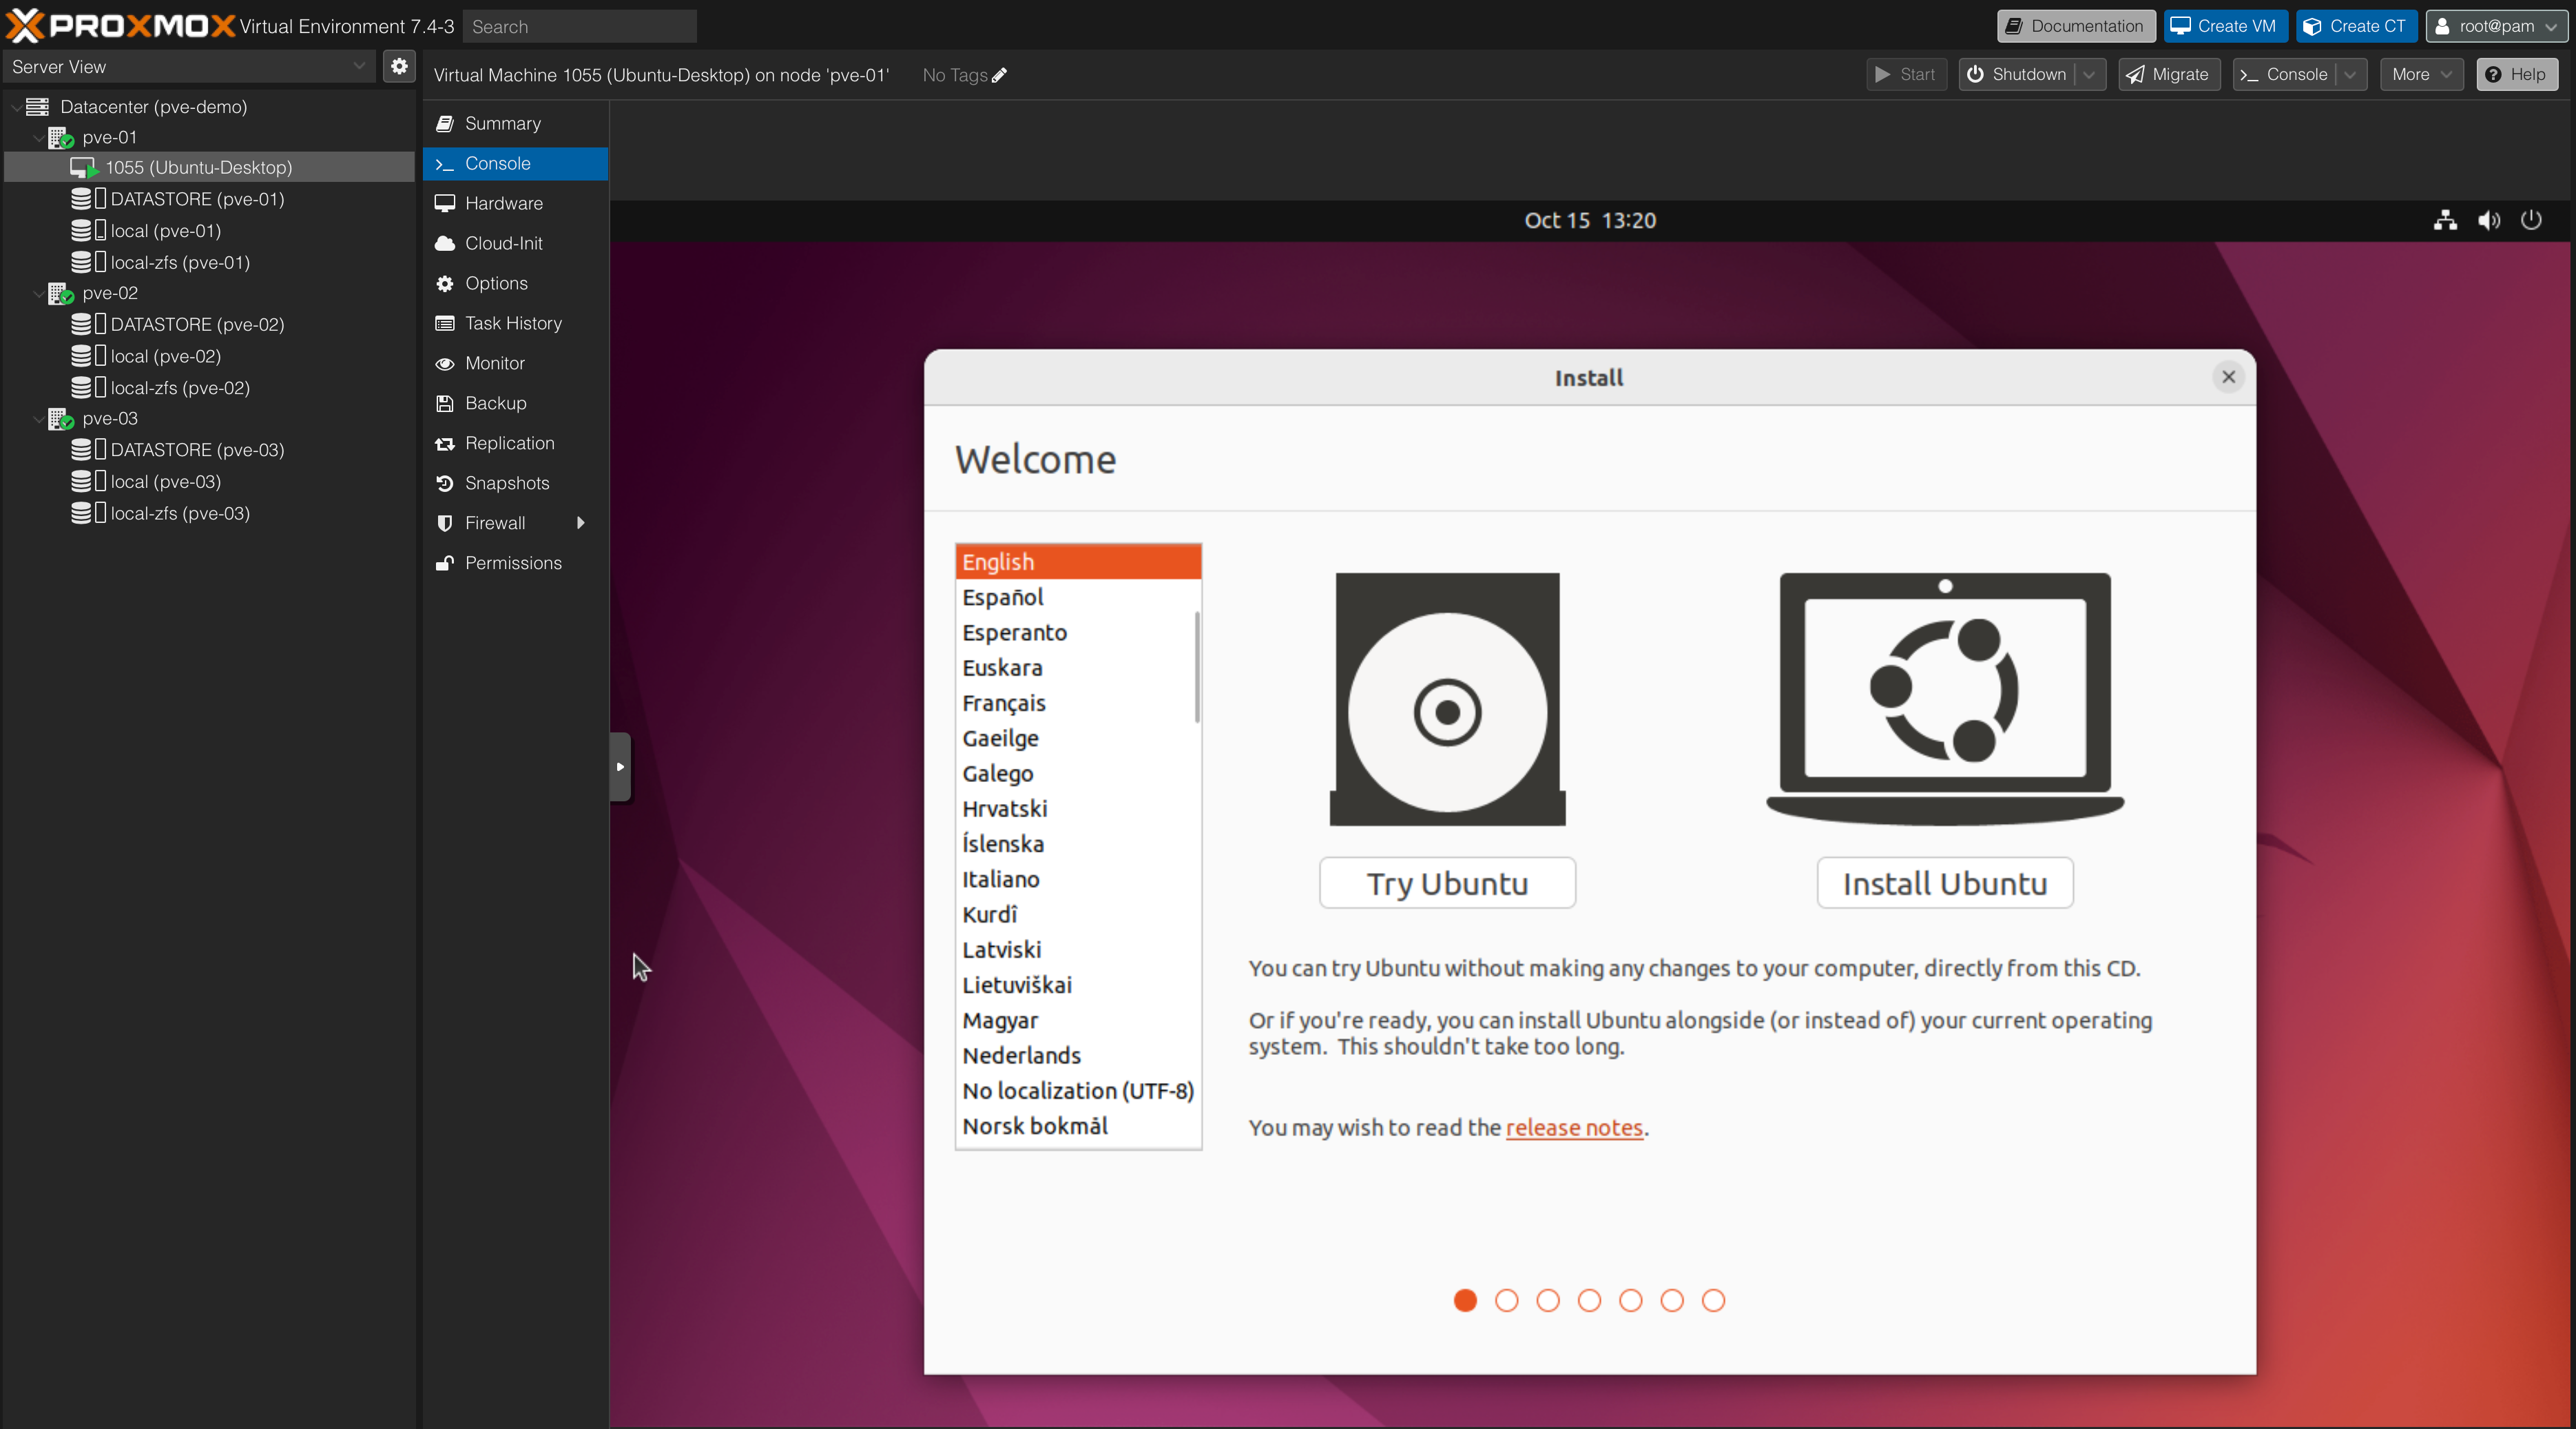 PROXMOX Virtual Environment 7.4-3 Search Documentation Create VM Create CT root@pam
Server View
Virtual Machine 1055 (Ubuntu-Desktop) on node 'pve-01' No Tags Start Shutdown Migrate Console More Help
Datacenter (pve-demo)
pve-01
1055 (Ubuntu-Desktop)
DATASTORE (pve-01)
local (pve-01)
local-zfs (pve-01)
pve-02
DATASTORE (pve-02)
local (pve-02)
local-zfs (pve-02)
pve-03
DATASTORE (pve-03)
local (pve-03)
local-zfs (pve-03)
Summary
Console
Hardware
Cloud-Init
Options
Task History
Monitor
Backup
Replication
Snapshots
Firewall
Permissions
Oct 15 13:20
Install
Welcome
English
Español
Esperanto
Euskara
Français
Gaeilge
Galego
Hrvatski
Íslenska
Italiano
Kurdî
Latviski
Lietuviškai
Magyar
Nederlands
No localization (UTF-8)
Norsk bokmål
Try Ubuntu
Install Ubuntu
You can try Ubuntu without making any changes to your computer, directly from this CD.
Or if you're ready, you can install Ubuntu alongside (or instead of) your current operating
system. This shouldn't take too long.
You may wish to read the release notes.